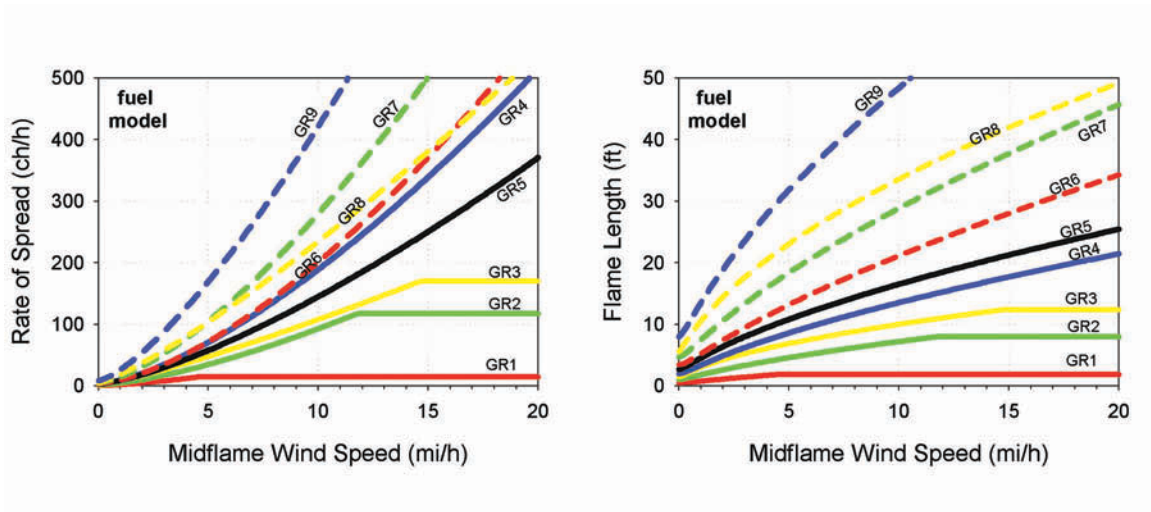 500
400
300
200
100
0
Rate of Spread (ch/h)
fuel
model
GR9
GR7
GR4
GR5
GR8
GR6
GR3
GR2
GR1
0
5
10
15
20
Midflame Wind Speed (mi/h)
50
40
30
20
10
0
Flame Length (ft)
fuel
model
GR9
GR8
GR7
GR6
GR5
GR4
GR3
GR2
GR1
0
5
10
15
20
Midflame Wind Speed (mi/h)